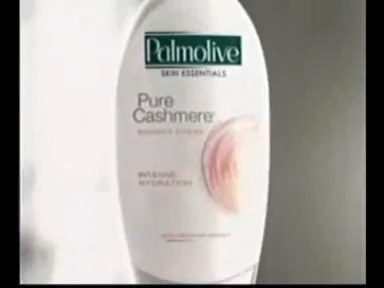 Palmolive
SKIN ESSENTIALS
Pure
Cashmere
INTENSE
HYDRATION